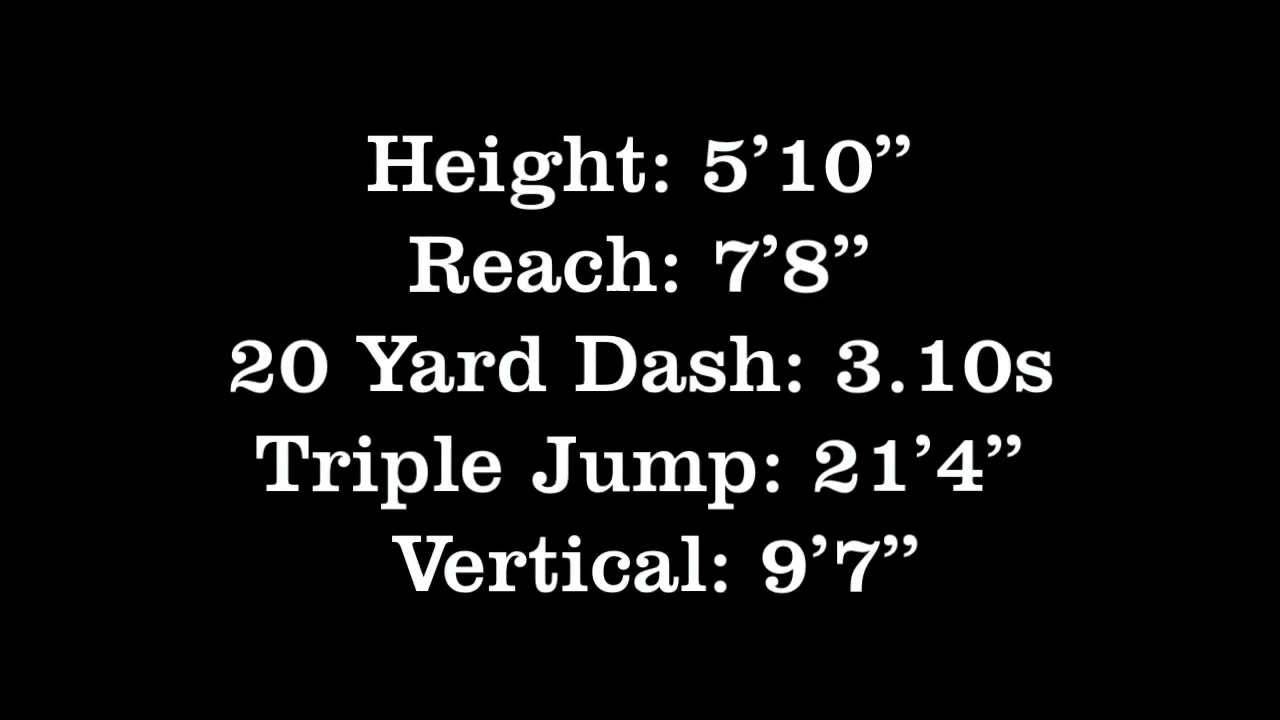 Height: 5’10”
Reach: 7’8”
20 Yard Dash: 3.10s
Triple Jump: 21’4”
Vertical: 9’7”